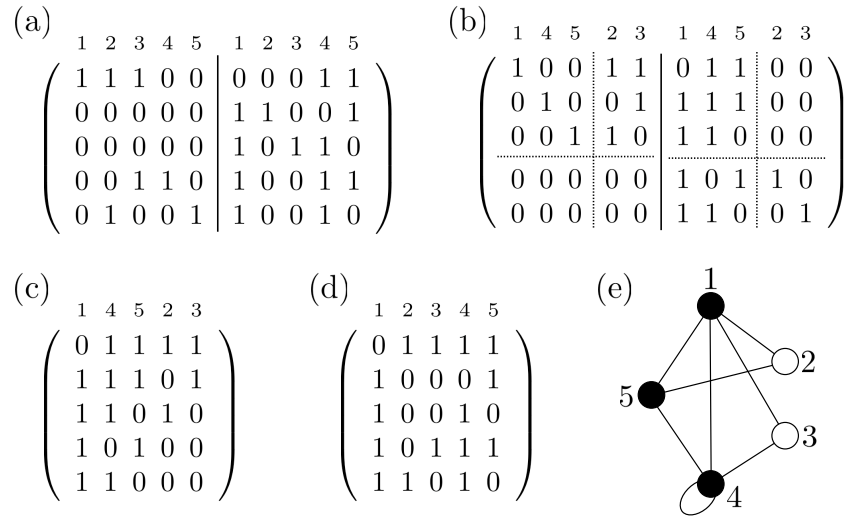 (a)
1 2 3 4 5 1 2 3 4 5
1 1 1 0 0 0 0 0 1 1
0 0 0 0 0 1 1 0 0 1
0 0 0 0 0 1 0 1 1 0
0 0 1 1 0 1 0 0 1 1
0 1 0 0 1 1 0 0 1 0
(b)
1 4 5 2 3 1 4 5 2 3
1 0 0 1 1 0 1 1 0 0
0 1 0 0 1 1 1 1 0 0
0 0 1 1 0 1 1 0 0 0
0 0 0 0 0 1 0 1 1 0
0 0 0 0 0 1 1 0 0 1
(c)
1 4 5 2 3
0 1 1 1 1
1 1 1 0 1
1 1 0 1 0
1 0 1 0 0
1 1 0 0 0
(d)
1 2 3 4 5
0 1 1 1 1
1 0 0 0 1
1 0 0 1 0
1 0 1 1 1
1 1 0 1 0
(e)
1
2
5
3
4